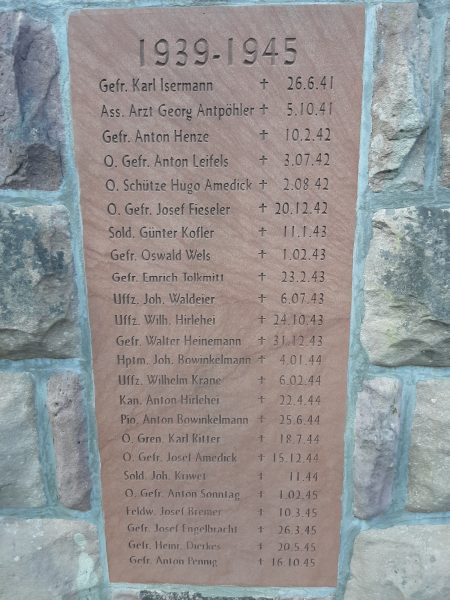 1939-1945
Gefr. Karl Isermann + 26.6.41
Ass. Arzt Georg Antpöhler + 5.10.41
Gefr. Anton Henze + 10.2.42
O. Gefr. Anton Leifels + 3.07.42
O. Schütze Hugo Amedick + 2.08.42
O. Gefr. Josef Fieseler + 20.12.42
Sold. Günter Kofler + 11.1.43
Gefr. Oswald Wels + 1.02.43
Gefr. Emrich Tolkmitt + 23.2.43
Uffz. Joh. Waldeier + 6.07.43
Uffz. Wilh. Hirlehei + 24.10.43
Gefr. Walter Heinemann + 31.12.43
Hptm. Joh. Bowinkelmann + 4.01.44
Uffz. Wilhelm Krane + 6.02.44
Kan. Anton Hirlehei + 22.4.44
Pio. Anton Bowinkelmann + 25.6.44
O. Gren. Karl Kitter + 18.7.44
O. Gefr. Josef Amedick + 15.12.44
Sold. Joh. Kriwet + 11.44
O. Gefr. Anton Sonntag + 1.02.45
Feldw. Josef Bremer + 10.3.45
Gefr. Josef Engelbracht + 26.3.45
Gefr. Heinr. Dierkes + 20.5.45
Gefr. Anton Pennig + 16.10.45